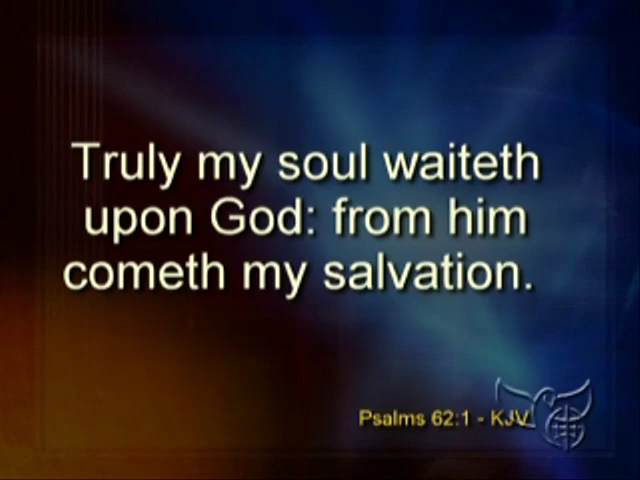 Truly my soul waiteth
upon God: from him
cometh my salvation.
Psalms 62:1 - KJV